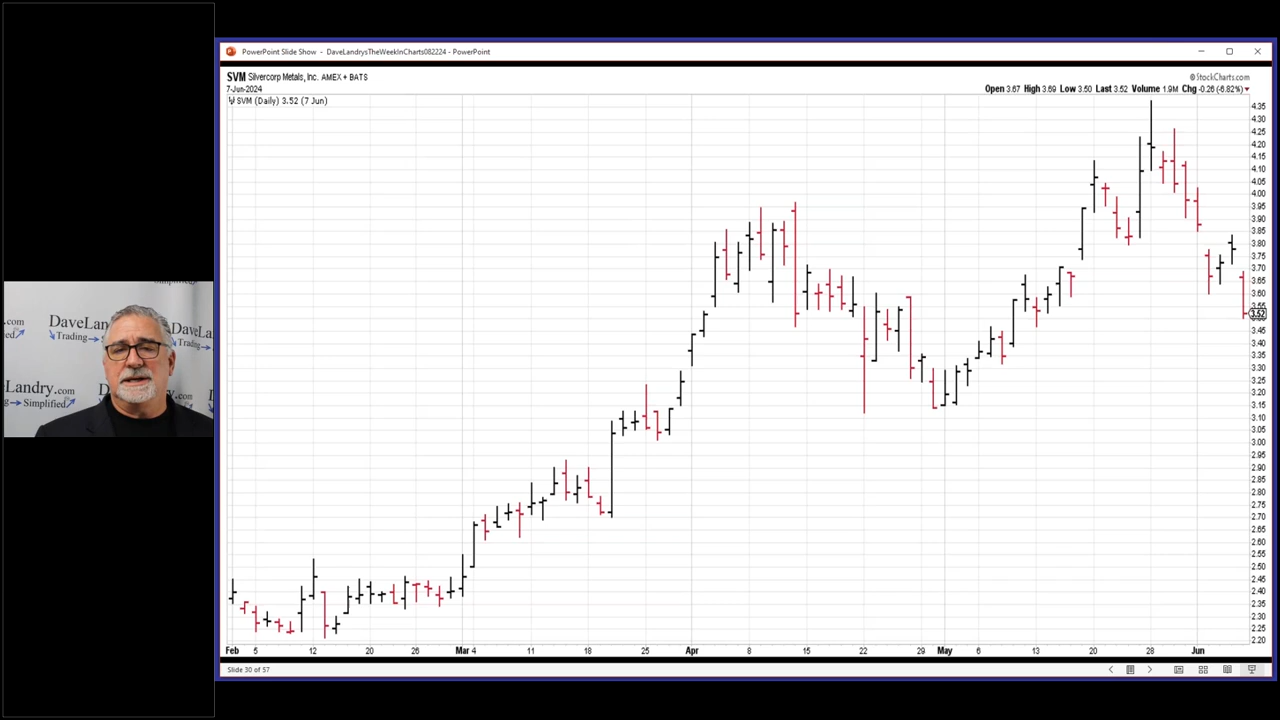 PowerPoint Slide Show - DaveLandrysTheWeekInCharts082224 - PowerPoint
SVM Silvercorp Metals, Inc. AMEX + BATS
© StockCharts.com
7-Jun-2024
Open 3.67 High 3.69 Low 3.50 Last 3.52 Volume 1.9M Chg -0.26 (-6.82%)
SVM (Daily) 3.52 (7 Jun)
4.35
4.30
4.25
4.20
4.15
4.10
4.05
4.00
3.95
3.90
3.85
3.80
3.75
3.70
3.65
3.60
3.55
3.52
3.45
3.40
3.35
3.30
3.25
3.20
3.15
3.10
3.05
3.00
2.95
2.90
2.85
2.80
2.75
2.70
2.65
2.60
2.55
2.50
2.45
2.40
2.35
2.30
2.25
2.20
Feb 5 12 20 26 Mar 4 11 18 25 Apr 8 15 22 29 May 6 13 20 28 Jun
Slide 30 of 57
.com
DaveLan
DaveLa
Trading
Trading
eLandry.com
Simplified